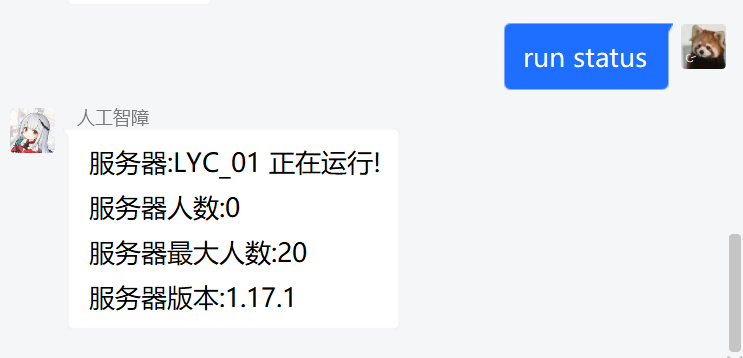 run status
人工智障
服务器:LYC_01 正在运行!
服务器人数:0
服务器最大人数:20
服务器版本:1.17.1